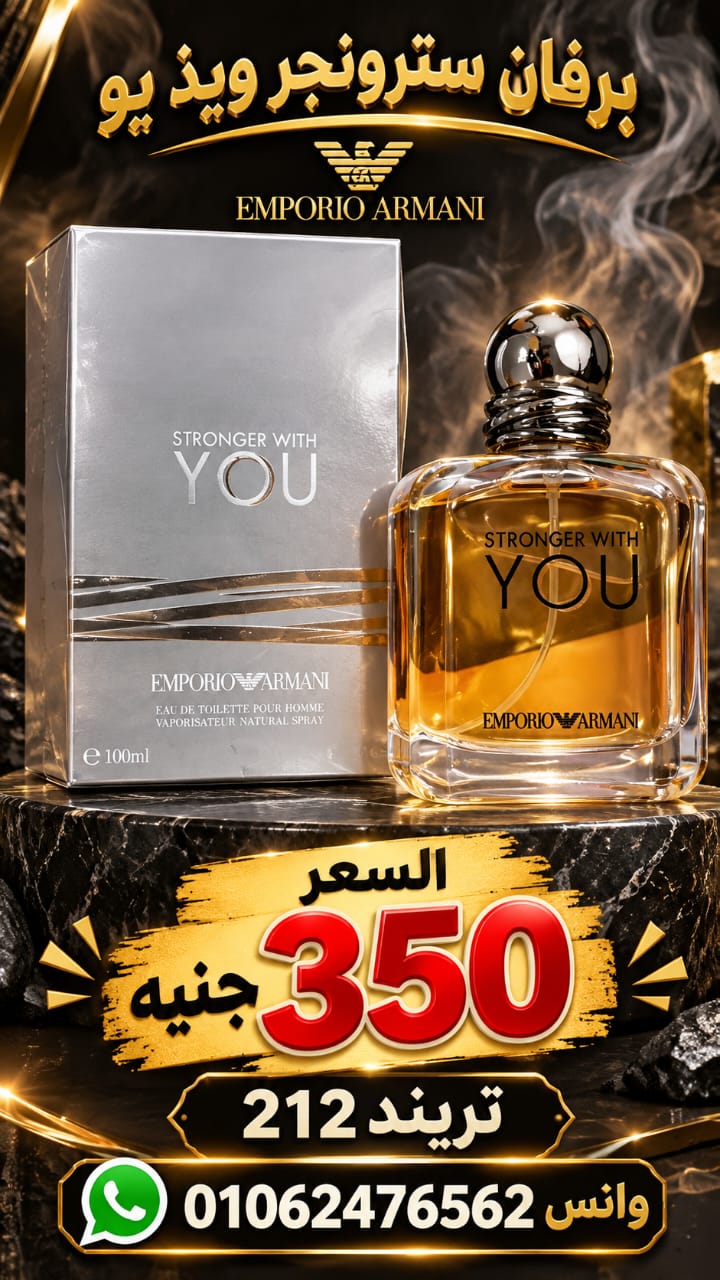 برفان سترونجر ويذ يو
EMPORIO ARMANI
STRONGER WITH
YOU
EMPORIO ARMANI
EAU DE TOILETTE POUR HOMME
VAPORISATEUR NATURAL SPRAY
e 100ml
STRONGER WITH
YOU
EMPORIO ARMANI
السعر
350 جنيه
تريند 212
وانس 01062476562